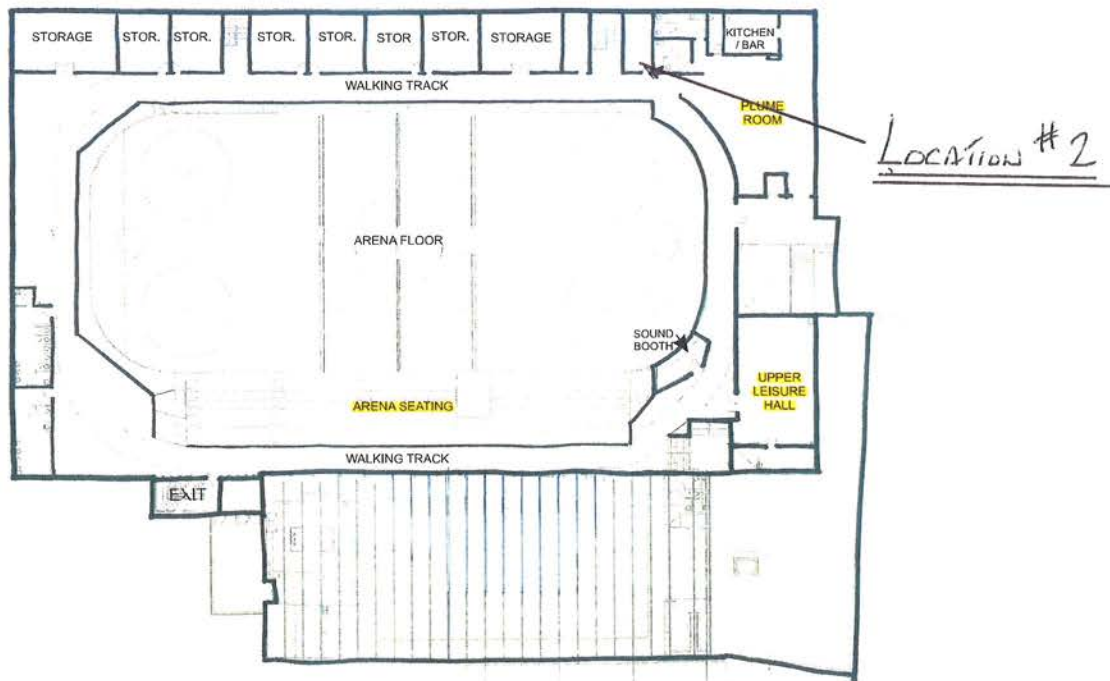 STORAGE STOR. STOR. STOR. STOR. STOR STOR. STORAGE
KITCHEN
/ BAR
WALKING TRACK
PLUME
ROOM
LOCATION #2
ARENA FLOOR
SOUND
BOOTH
UPPER
LEISURE
HALL
ARENA SEATING
WALKING TRACK
EXIT